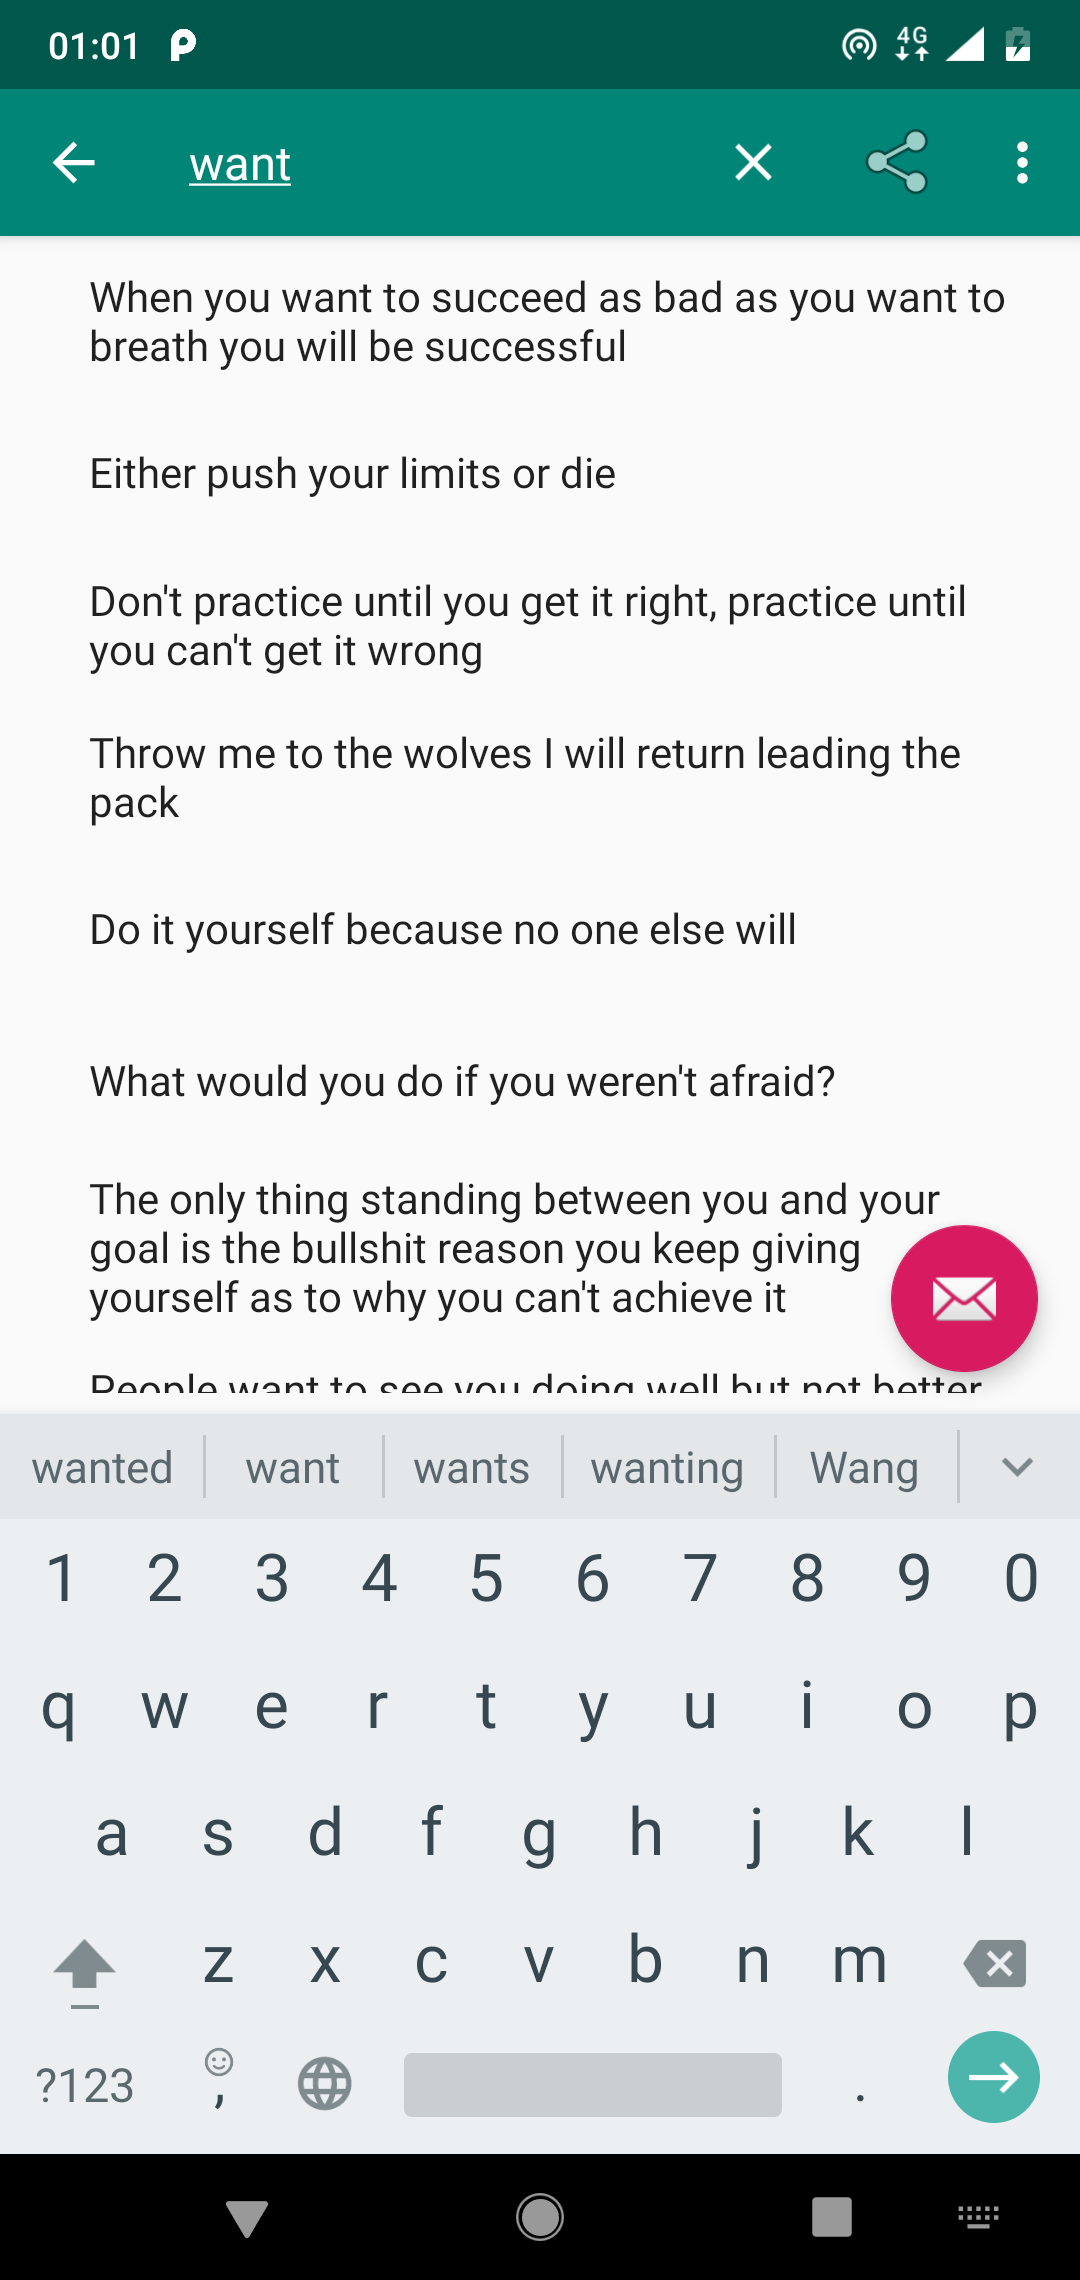 01:01
4G
want
When you want to succeed as bad as you want to
breath you will be successful
Either push your limits or die
Don't practice until you get it right, practice until
you can't get it wrong
Throw me to the wolves I will return leading the
pack
Do it yourself because no one else will
What would you do if you weren't afraid?
The only thing standing between you and your
goal is the bullshit reason you keep giving
yourself as to why you can't achieve it
People want to see you doing well but not better
wanted want wants wanting Wang
1 2 3 4 5 6 7 8 9 0
q w e r t y u i o p
a s d f g h j k l
z x c v b n m
?123 , .